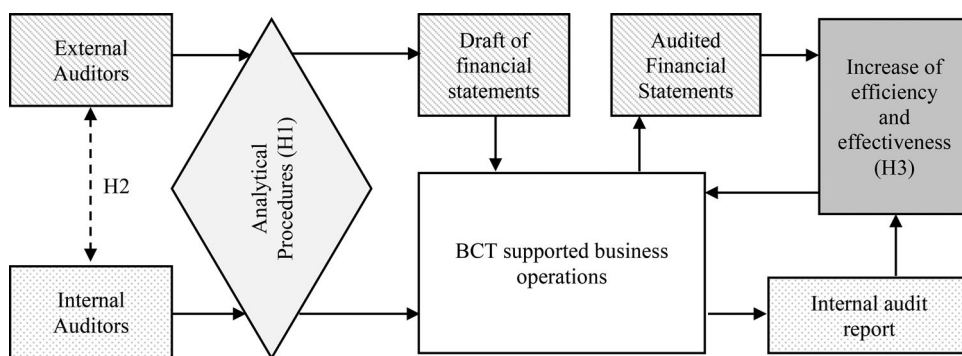 External
Auditors
Draft of
financial
statements
Audited
Financial
Statements
Increase of
efficiency
and
effectiveness
(H3)
H2
Analytical
Procedures (H1)
BCT supported business
operations
Internal
Auditors
Internal audit
report